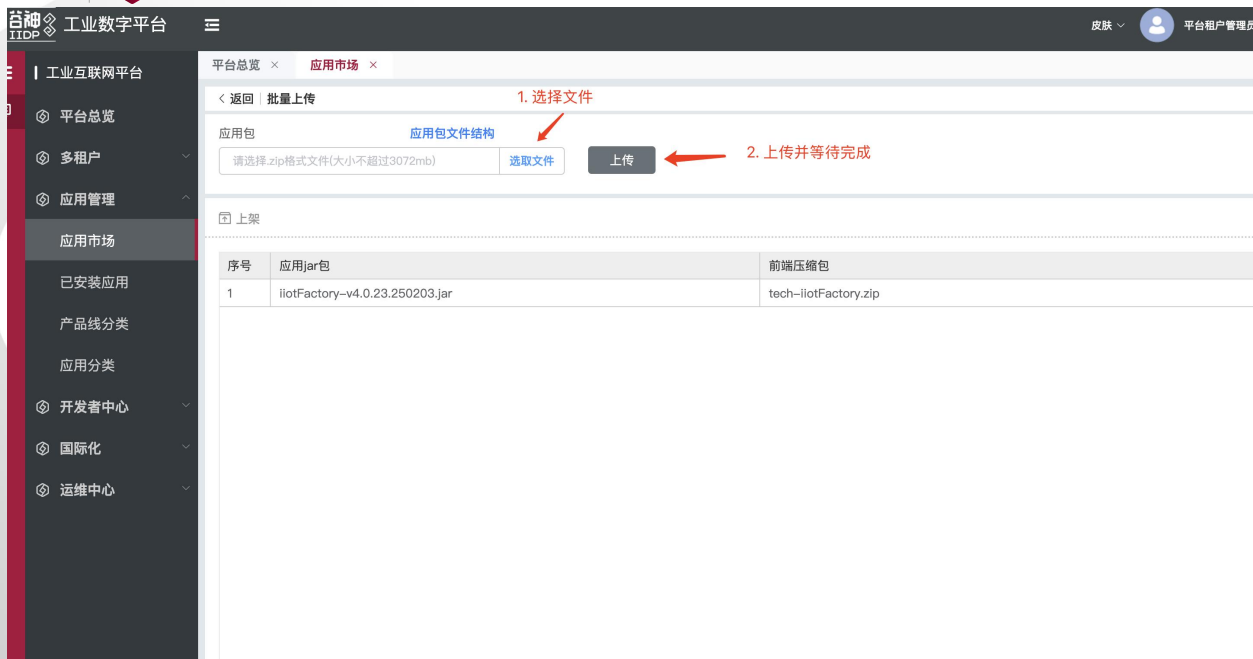 谷神 工业数字平台
IIDP
皮肤
平台租户管理员
工业互联网平台
平台总览
多租户
应用管理
应用市场
已安装应用
产品线分类
应用分类
开发者中心
国际化
运维中心
平台总览 × 应用市场 ×
< 返回 | 批量上传
1. 选择文件
应用包 应用包文件结构
请选择.zip格式文件(大小不超过3072mb) 选取文件 上传
2. 上传并等待完成
上架
序号 应用jar包 前端压缩包
1 iiotFactory-v4.0.23.250203.jar tech-iiotFactory.zip